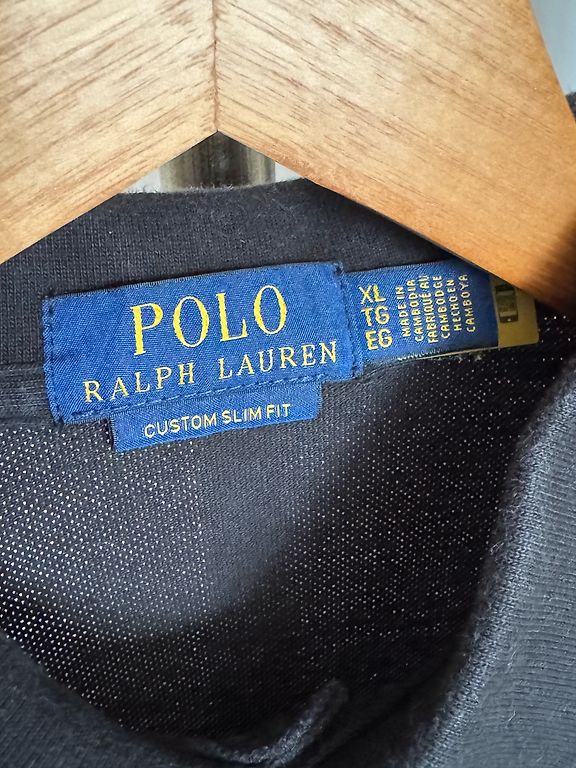 POLO
RALPH LAUREN
CUSTOM SLIM FIT
XL
TG
EG
MADE IN
CAMBODIA
FABRIQUÉ AU
CAMBODGE
HECHO EN
CAMBOYA